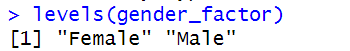 > levels(gender_factor)
[1] "Female" "Male"